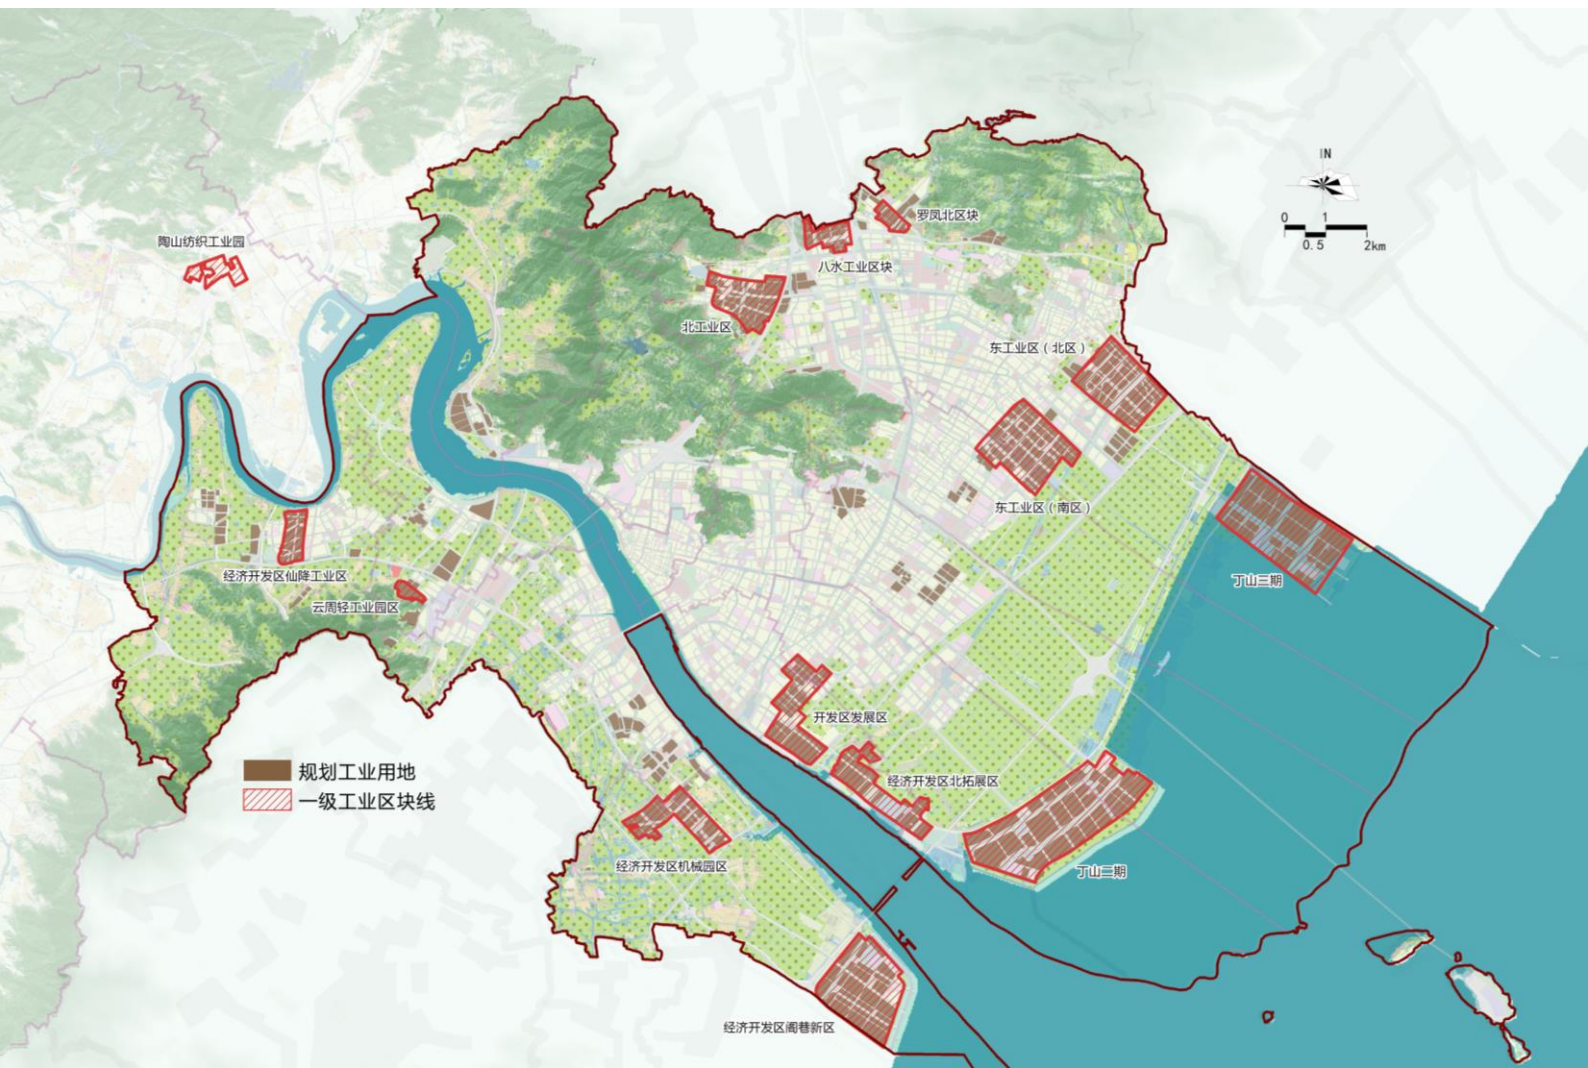 N
0 1
0.5 2km
罗凤北区块
陶山纺织工业园
八水工业区块
北工业区
东工业区（北区）
东工业区（南区）
经济开发区仙降工业区
丁山三期
云周轻工业园区
开发区发展区
规划工业用地
经济开发区北拓展区
一级工业区块线
经济开发区机械园区
丁山二期
经济开发区阁巷新区